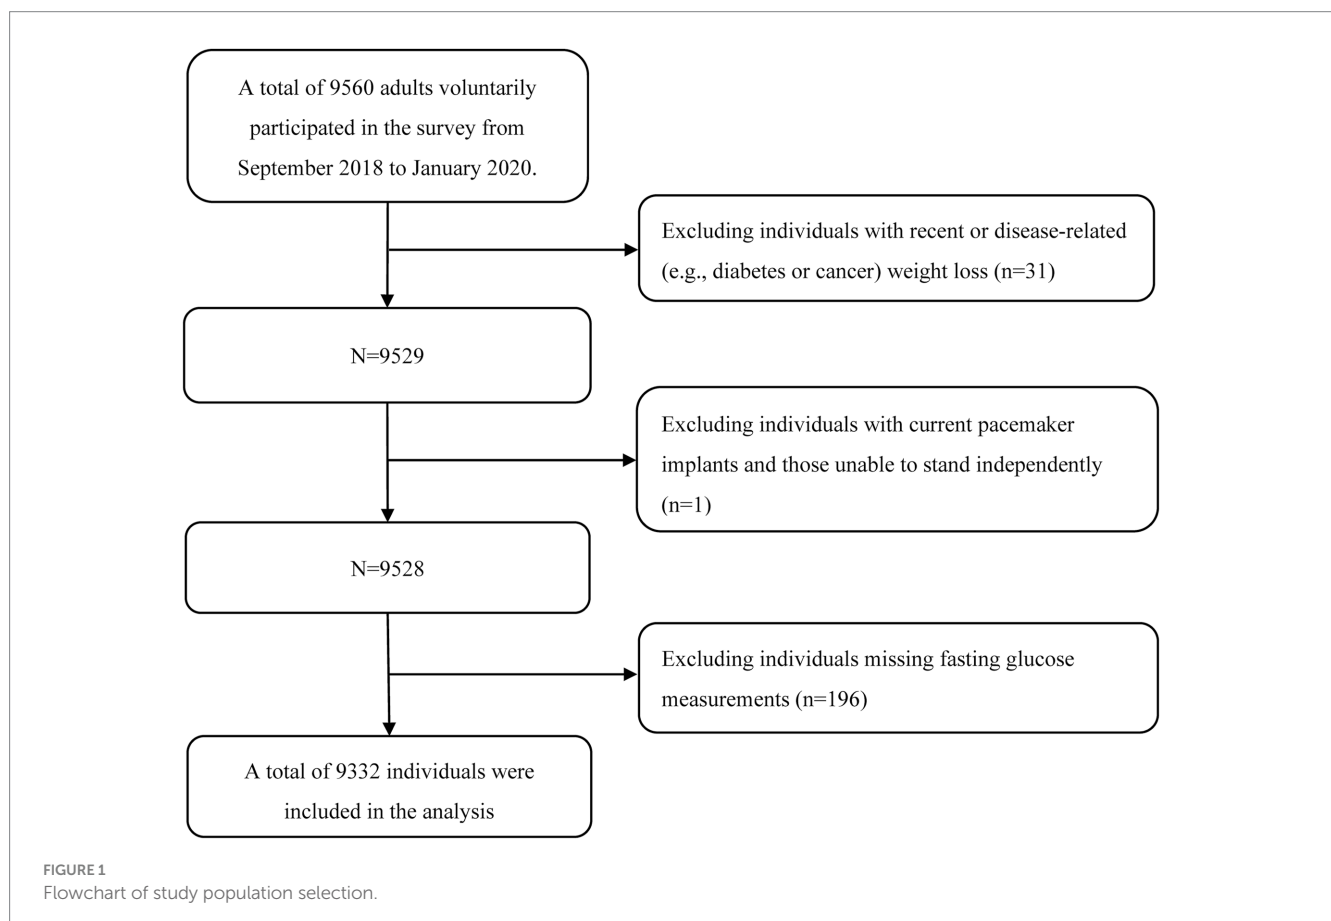 A total of 9560 adults voluntarily
participated in the survey from
September 2018 to January 2020.
Excluding individuals with recent or disease-related
(e.g., diabetes or cancer) weight loss (n=31)
N=9529
Excluding individuals with current pacemaker
implants and those unable to stand independently
(n=1)
N=9528
Excluding individuals missing fasting glucose
measurements (n=196)
A total of 9332 individuals were
included in the analysis
FIGURE 1
Flowchart of study population selection.